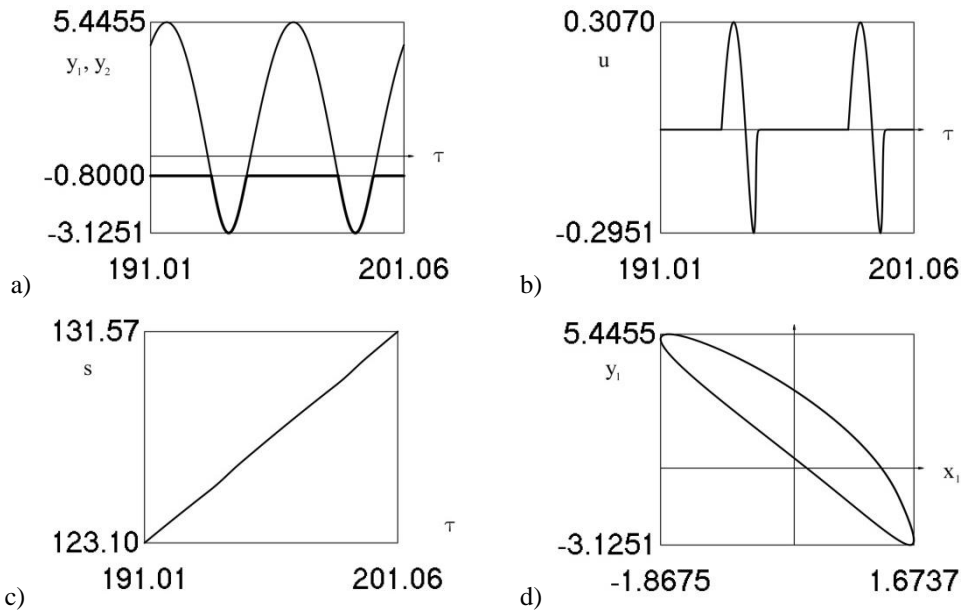 5.4455
y₁, y₂
τ
-0.8000
-3.1251
191.01 201.06
a)
0.3070
u
τ
-0.2951
191.01 201.06
b)
131.57
s
τ
123.10
191.01 201.06
c)
5.4455
y₁
x₁
-3.1251
-1.8675 1.6737
d)